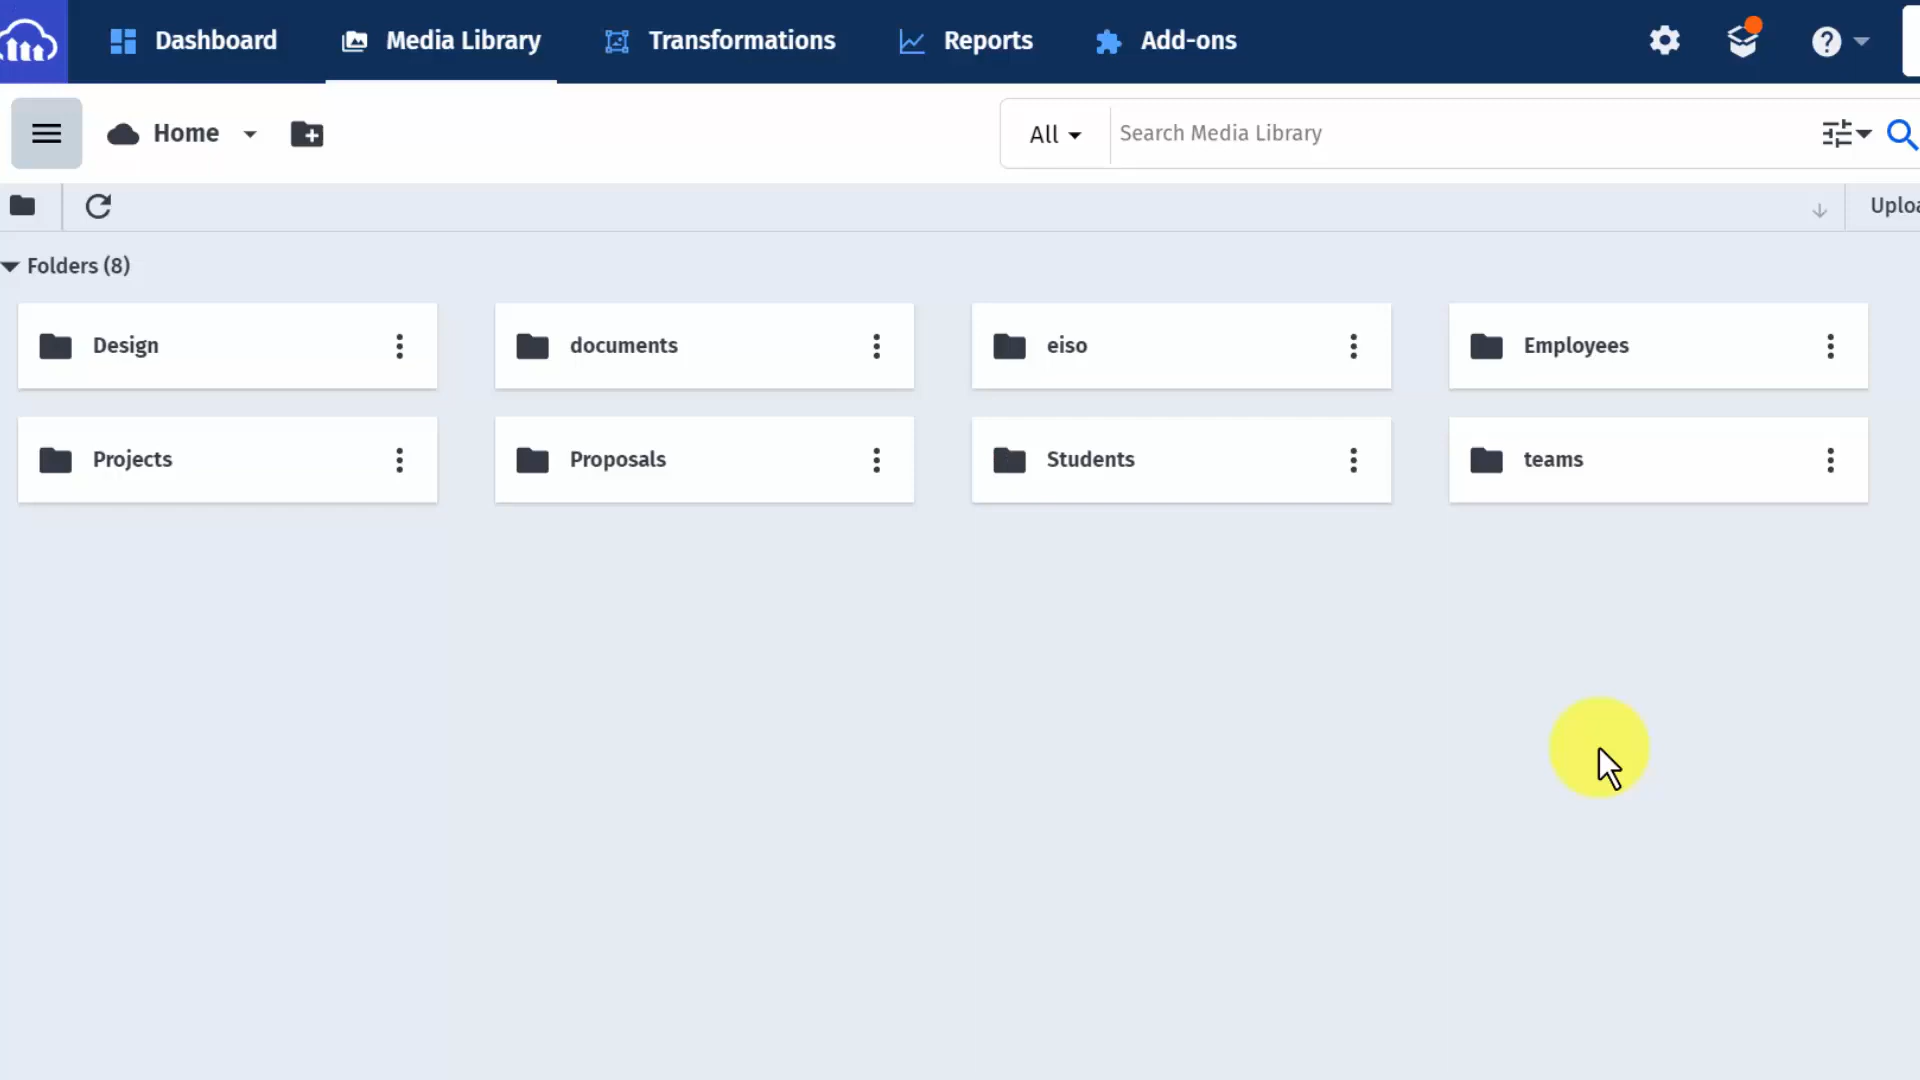 Dashboard
Media Library
Transformations
Reports
Add-ons
?
Home
All
Search Media Library
Uploa
Folders (8)
Design
documents
eiso
Employees
Projects
Proposals
Students
teams